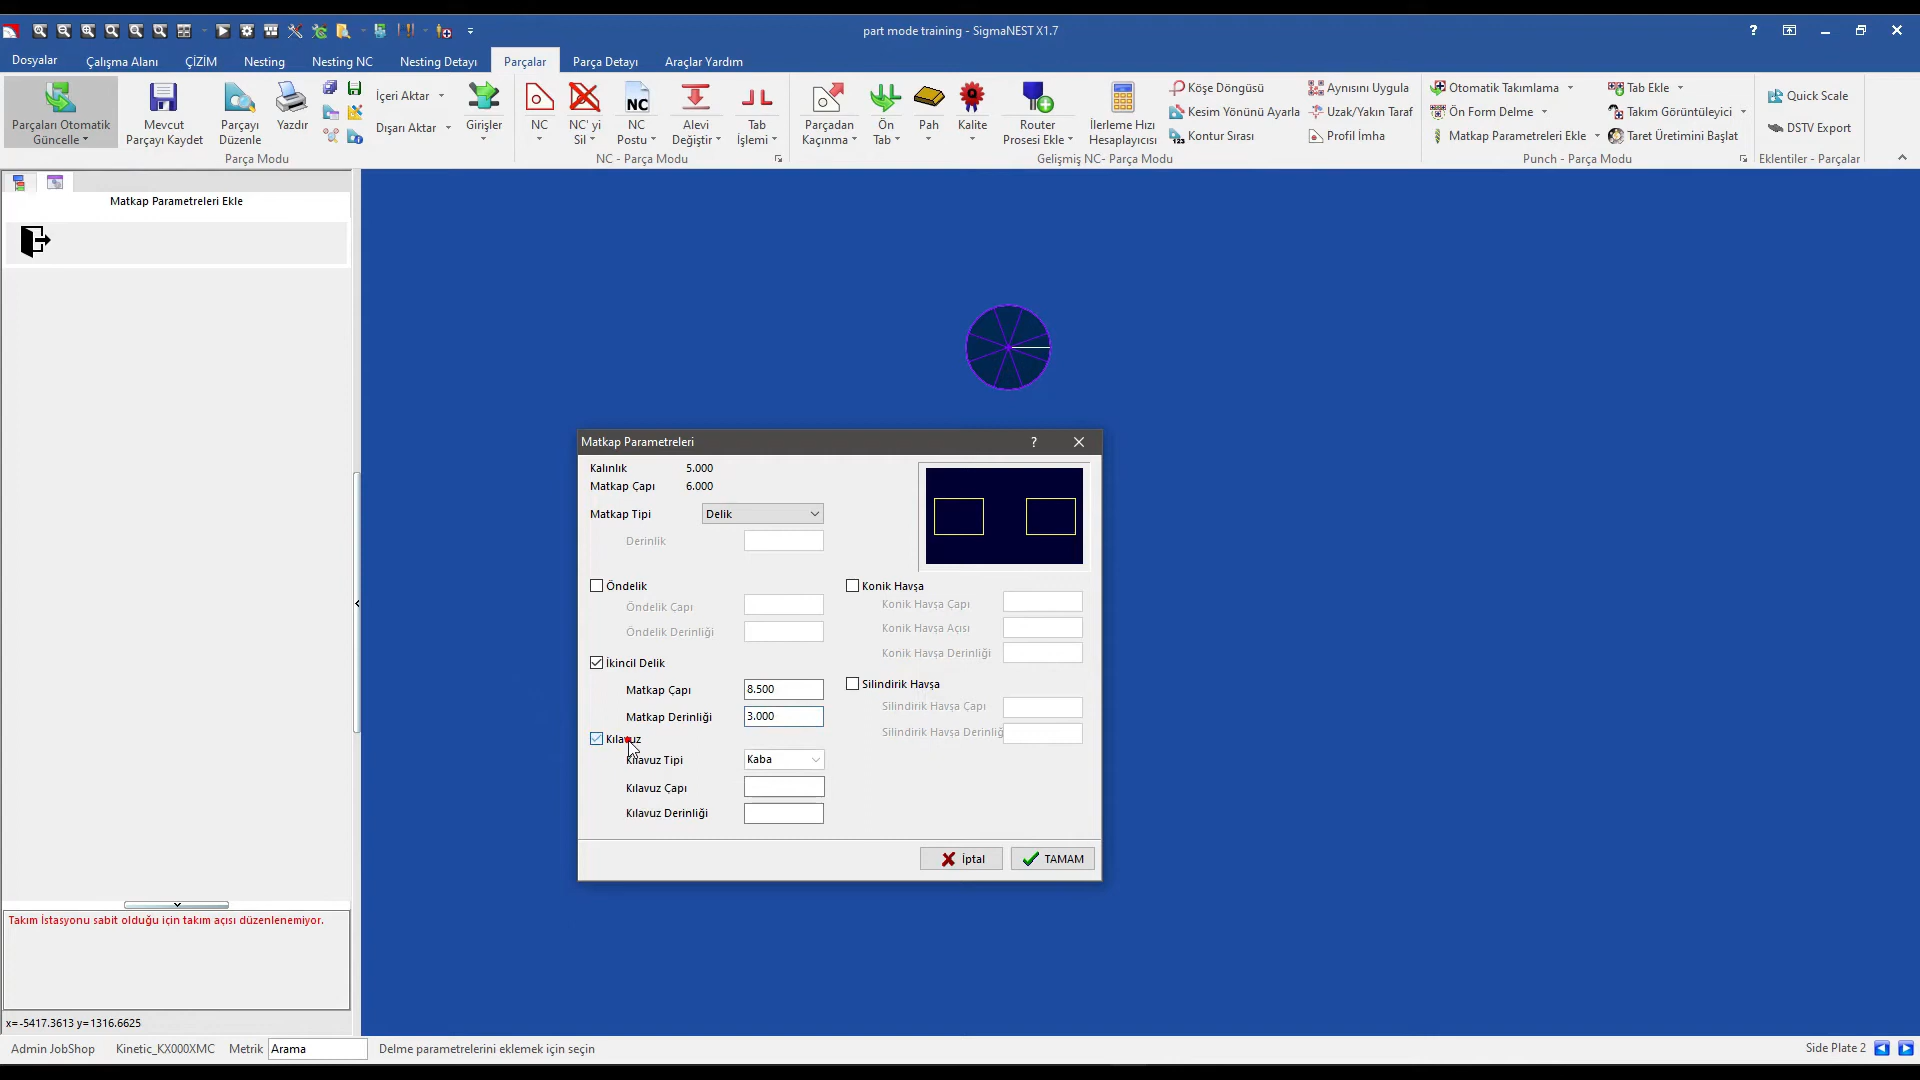 part mode training - SigmaNEST X1.7
Dosyalar
Çalışma Alanı
ÇİZİM
Nesting
Nesting NC
Nesting Detayı
Parçalar
Parça Detayı
Araçlar Yardım
Parçaları Otomatik
Güncelle
Mevcut
Parçayı Kaydet
Parçayı
Düzenle
Yazdır
İçeri Aktar
Dışarı Aktar
Girişler
Parça Modu
NC
NC' yi
Sil
NC
NC
Postu
Alevi
Değiştir
Tab
İşlemi
NC - Parça Modu
Parçadan
Kaçınma
Ön
Tab
Pah
Kalite
Router
Prosesi Ekle
İlerleme Hızı
Hesaplayıcısı
Köşe Döngüsu
Kesim Yönünü Ayarla
Kontur Sırası
Aynısını Uygula
Uzak/Yakın Taraf
Profil İmha
Gelişmiş NC- Parça Modu
Otomatik Takımlama
Ön Form Delme
Matkap Parametreleri Ekle
Tab Ekle
Takım Görüntüleyici
Taret Üretimini Başlat
Punch - Parça Modu
Quick Scale
DSTV Export
Eklentiler - Parçalar
Matkap Parametreleri Ekle
Matkap Parametreleri
?
Kalınlık 5.000
Matkap Çapı 6.000
Matkap Tipi Delik
Derinlik
Öndelik
Öndelik Çapı
Öndelik Derinliği
İkincil Delik
Matkap Çapı 8.500
Matkap Derinliği 3.000
Kılavuz
Kılavuz Tipi Kaba
Kılavuz Çapı
Kılavuz Derinliği
Konik Havşa
Konik Havşa Çapı
Konik Havşa Açısı
Konik Havşa Derinliği
Silindirik Havşa
Silindirik Havşa Çapı
Silindirik Havşa Derinliğ
İptal
TAMAM
Takım İstasyonu sabit olduğu için takım açısı düzenlenemiyor.
x=-5417.3613 y=1316.6625
Admin JobShop
Kinetic_KX000XMC
Metrik
Arama
Delme parametrelerini eklemek için seçin
Side Plate 2